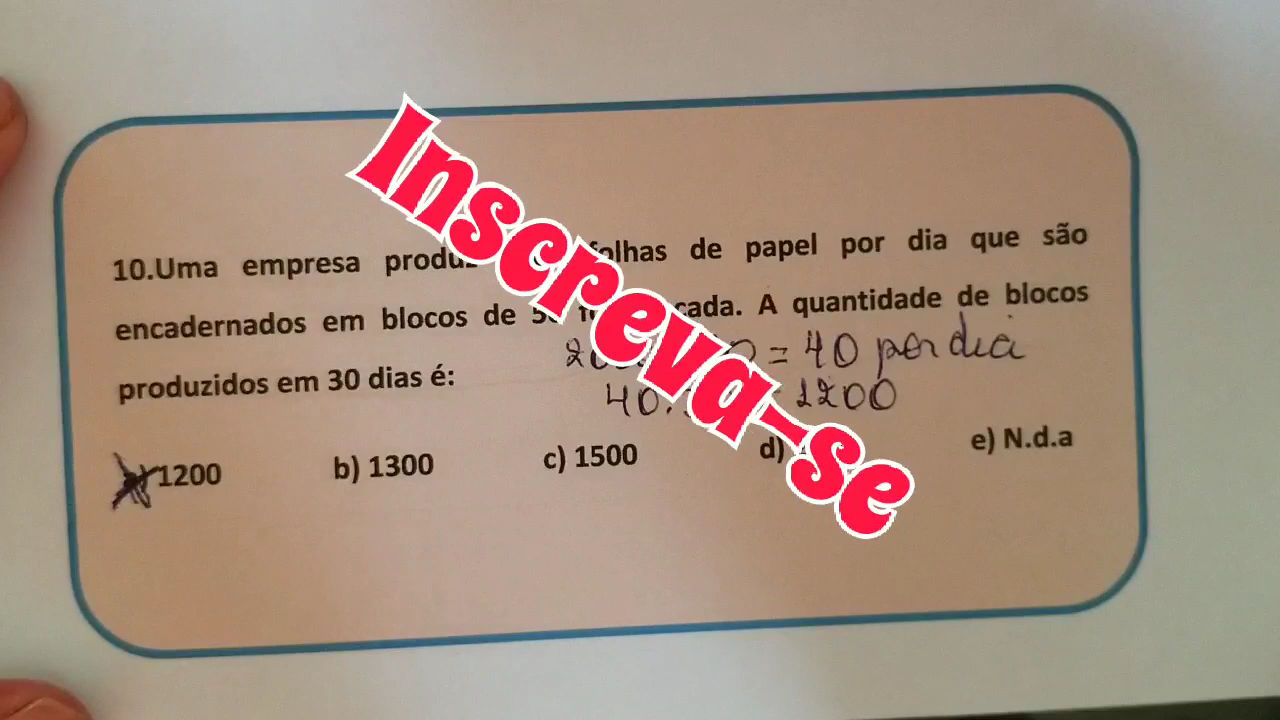 Inscreva-se
10.Uma empresa folhas de papel por dia que são
encadernados em blocos de cada. A quantidade de blocos
produzidos em 30 dias é:
= 40 por dia
40. 1200
1200 b) 1300 c) 1500 d) e) N.d.a